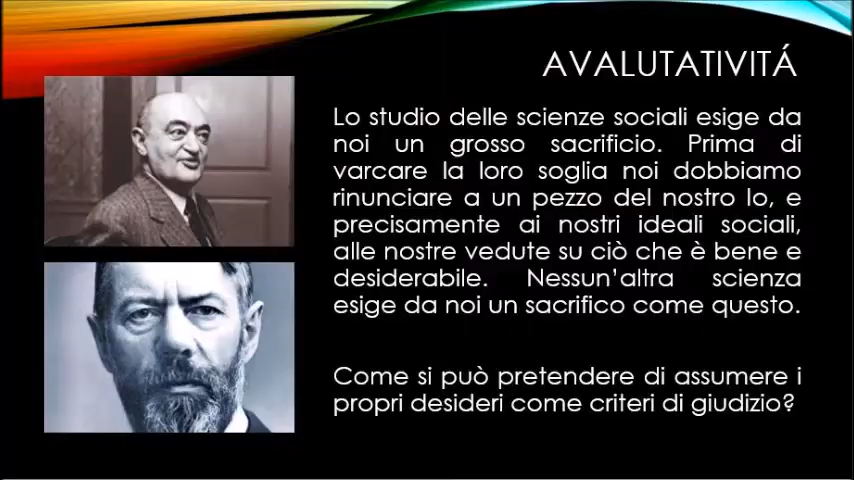 AVALUTATIVITÁ
Lo studio delle scienze sociali esige da
noi un grosso sacrificio. Prima di
varcare la loro soglia noi dobbiamo
rinunciare a un pezzo del nostro Io, e
precisamente ai nostri ideali sociali,
alle nostre vedute su ciò che è bene e
desiderabile. Nessun’altra scienza
esige da noi un sacrifico come questo.
Come si può pretendere di assumere i
propri desideri come criteri di giudizio?